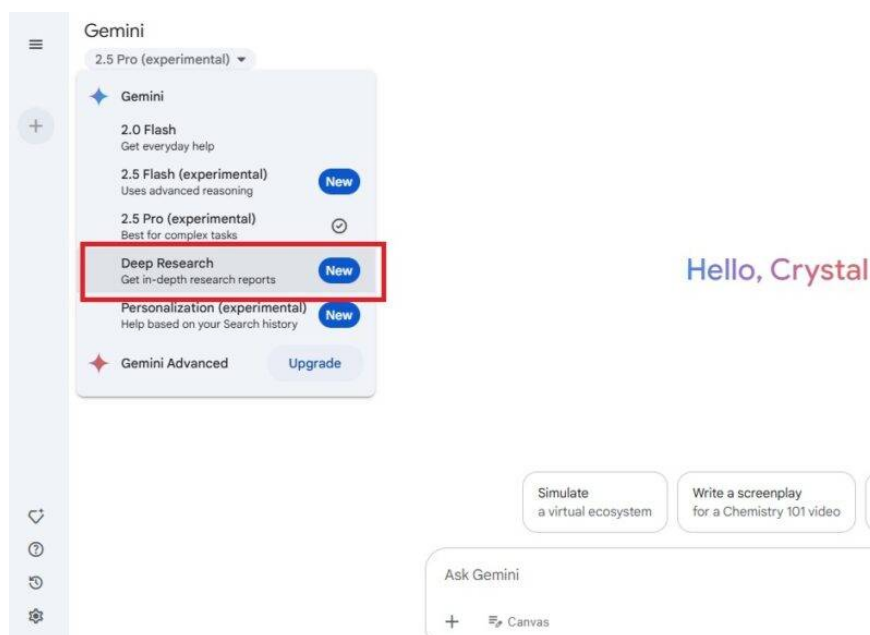 Gemini
2.5 Pro (experimental)
Gemini
2.0 Flash
Get everyday help
2.5 Flash (experimental)
Uses advanced reasoning
New
2.5 Pro (experimental)
Best for complex tasks
Deep Research
Get in-depth research reports
New
Personalization (experimental)
Help based on your Search history
New
Gemini Advanced
Upgrade
Hello, Crystal
Simulate
a virtual ecosystem
Write a screenplay
for a Chemistry 101 video
Ask Gemini
Canvas